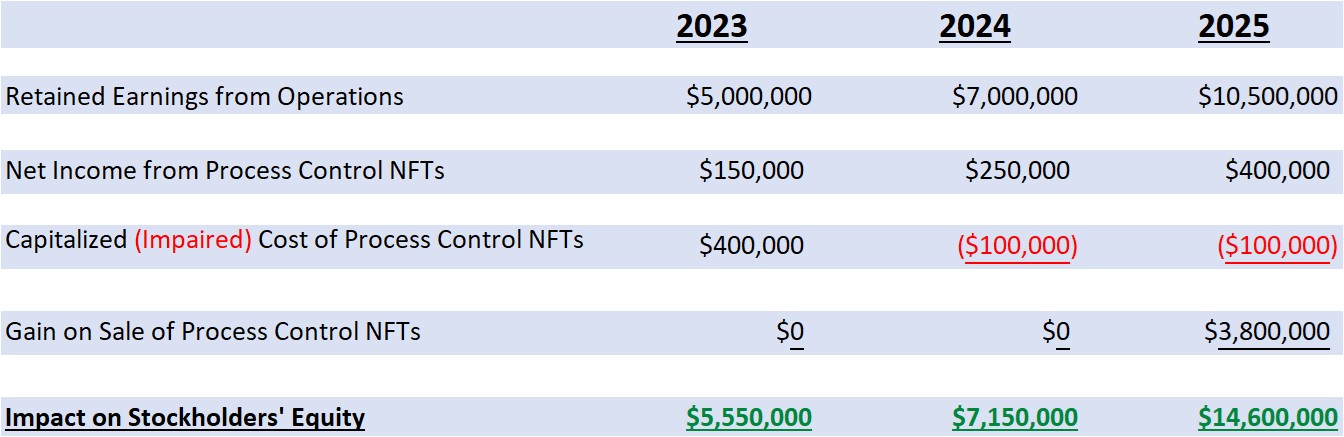 2023 2024 2025
Retained Earnings from Operations $5,000,000 $7,000,000 $10,500,000
Net Income from Process Control NFTs $150,000 $250,000 $400,000
Capitalized (Impaired) Cost of Process Control NFTs $400,000 ($100,000) ($100,000)
Gain on Sale of Process Control NFTs $0 $0 $3,800,000
Impact on Stockholders' Equity $5,550,000 $7,150,000 $14,600,000